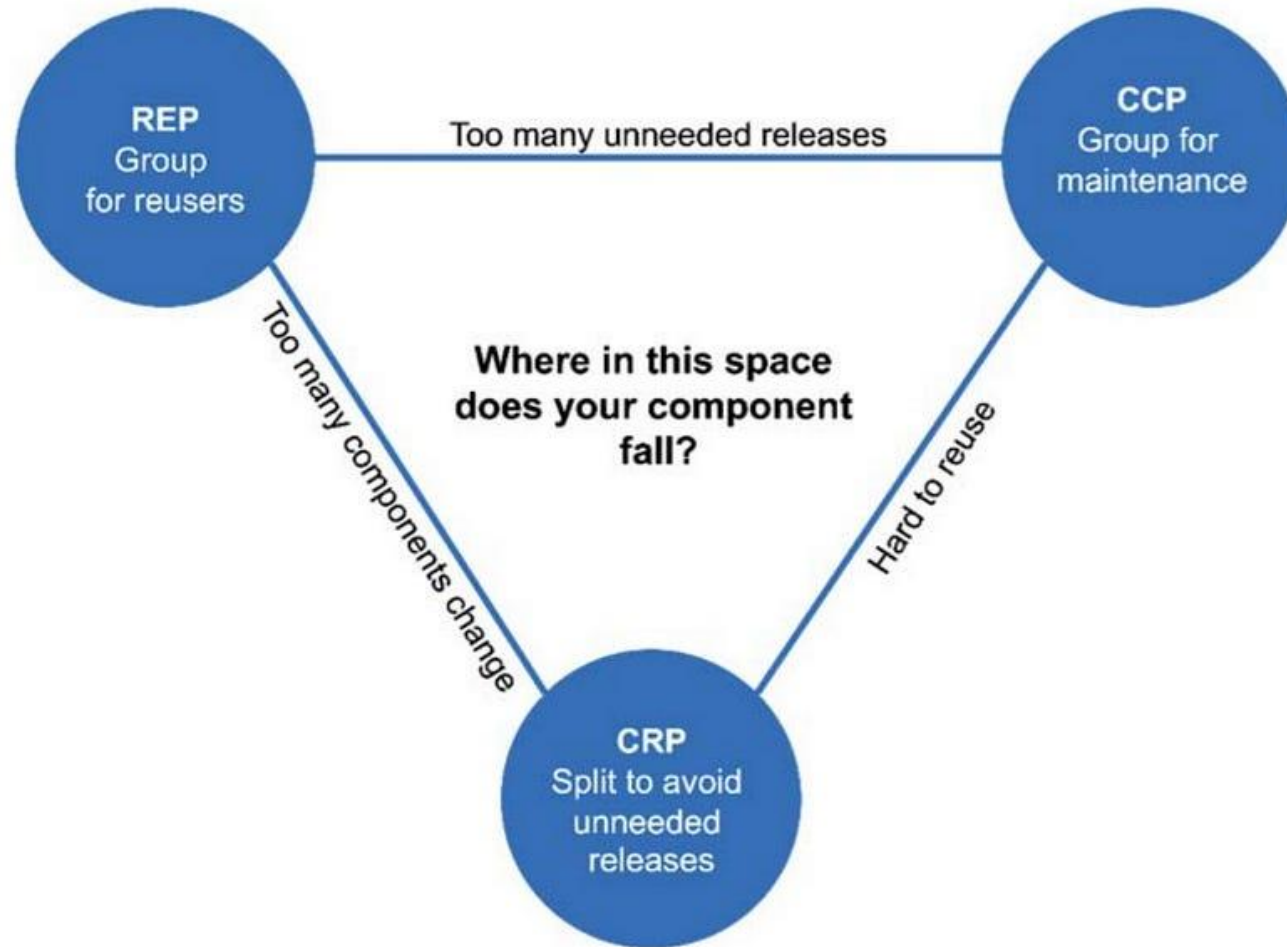 REP
Group
for reusers
Too many unneeded releases
CCP
Group for
maintenance
Too many components change
Where in this space
does your component
fall?
Hard to reuse
CRP
Split to avoid
unneeded
releases